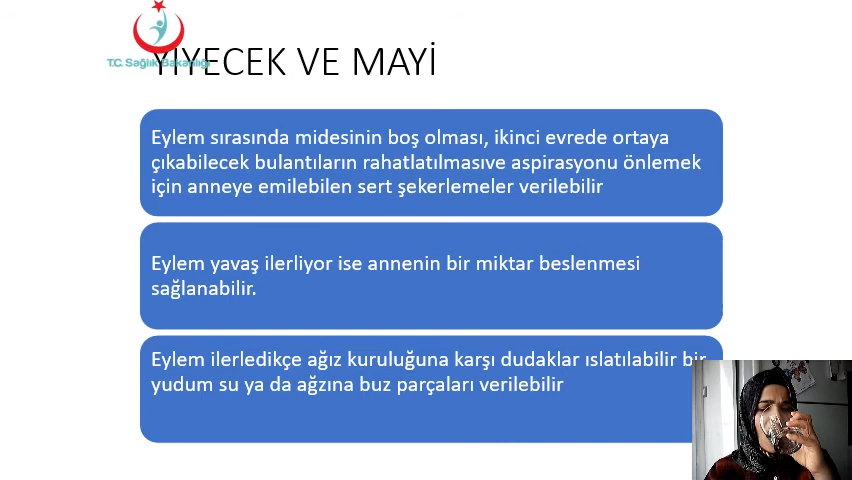 T.C. Sağlık Bakanlığı
YİYECEK VE MAYİ
Eylem sırasında midesinin boş olması, ikinci evrede ortaya
çıkabilecek bulantıların rahatlatılmasıve aspirasyonu önlemek
için anneye emilebilen sert şekerlemeler verilebilir
Eylem yavaş ilerliyor ise annenin bir miktar beslenmesi
sağlanabilir.
Eylem ilerledikçe ağız kuruluğuna karşı dudaklar ıslatılabilir bir
yudum su ya da ağzına buz parçaları verilebilir